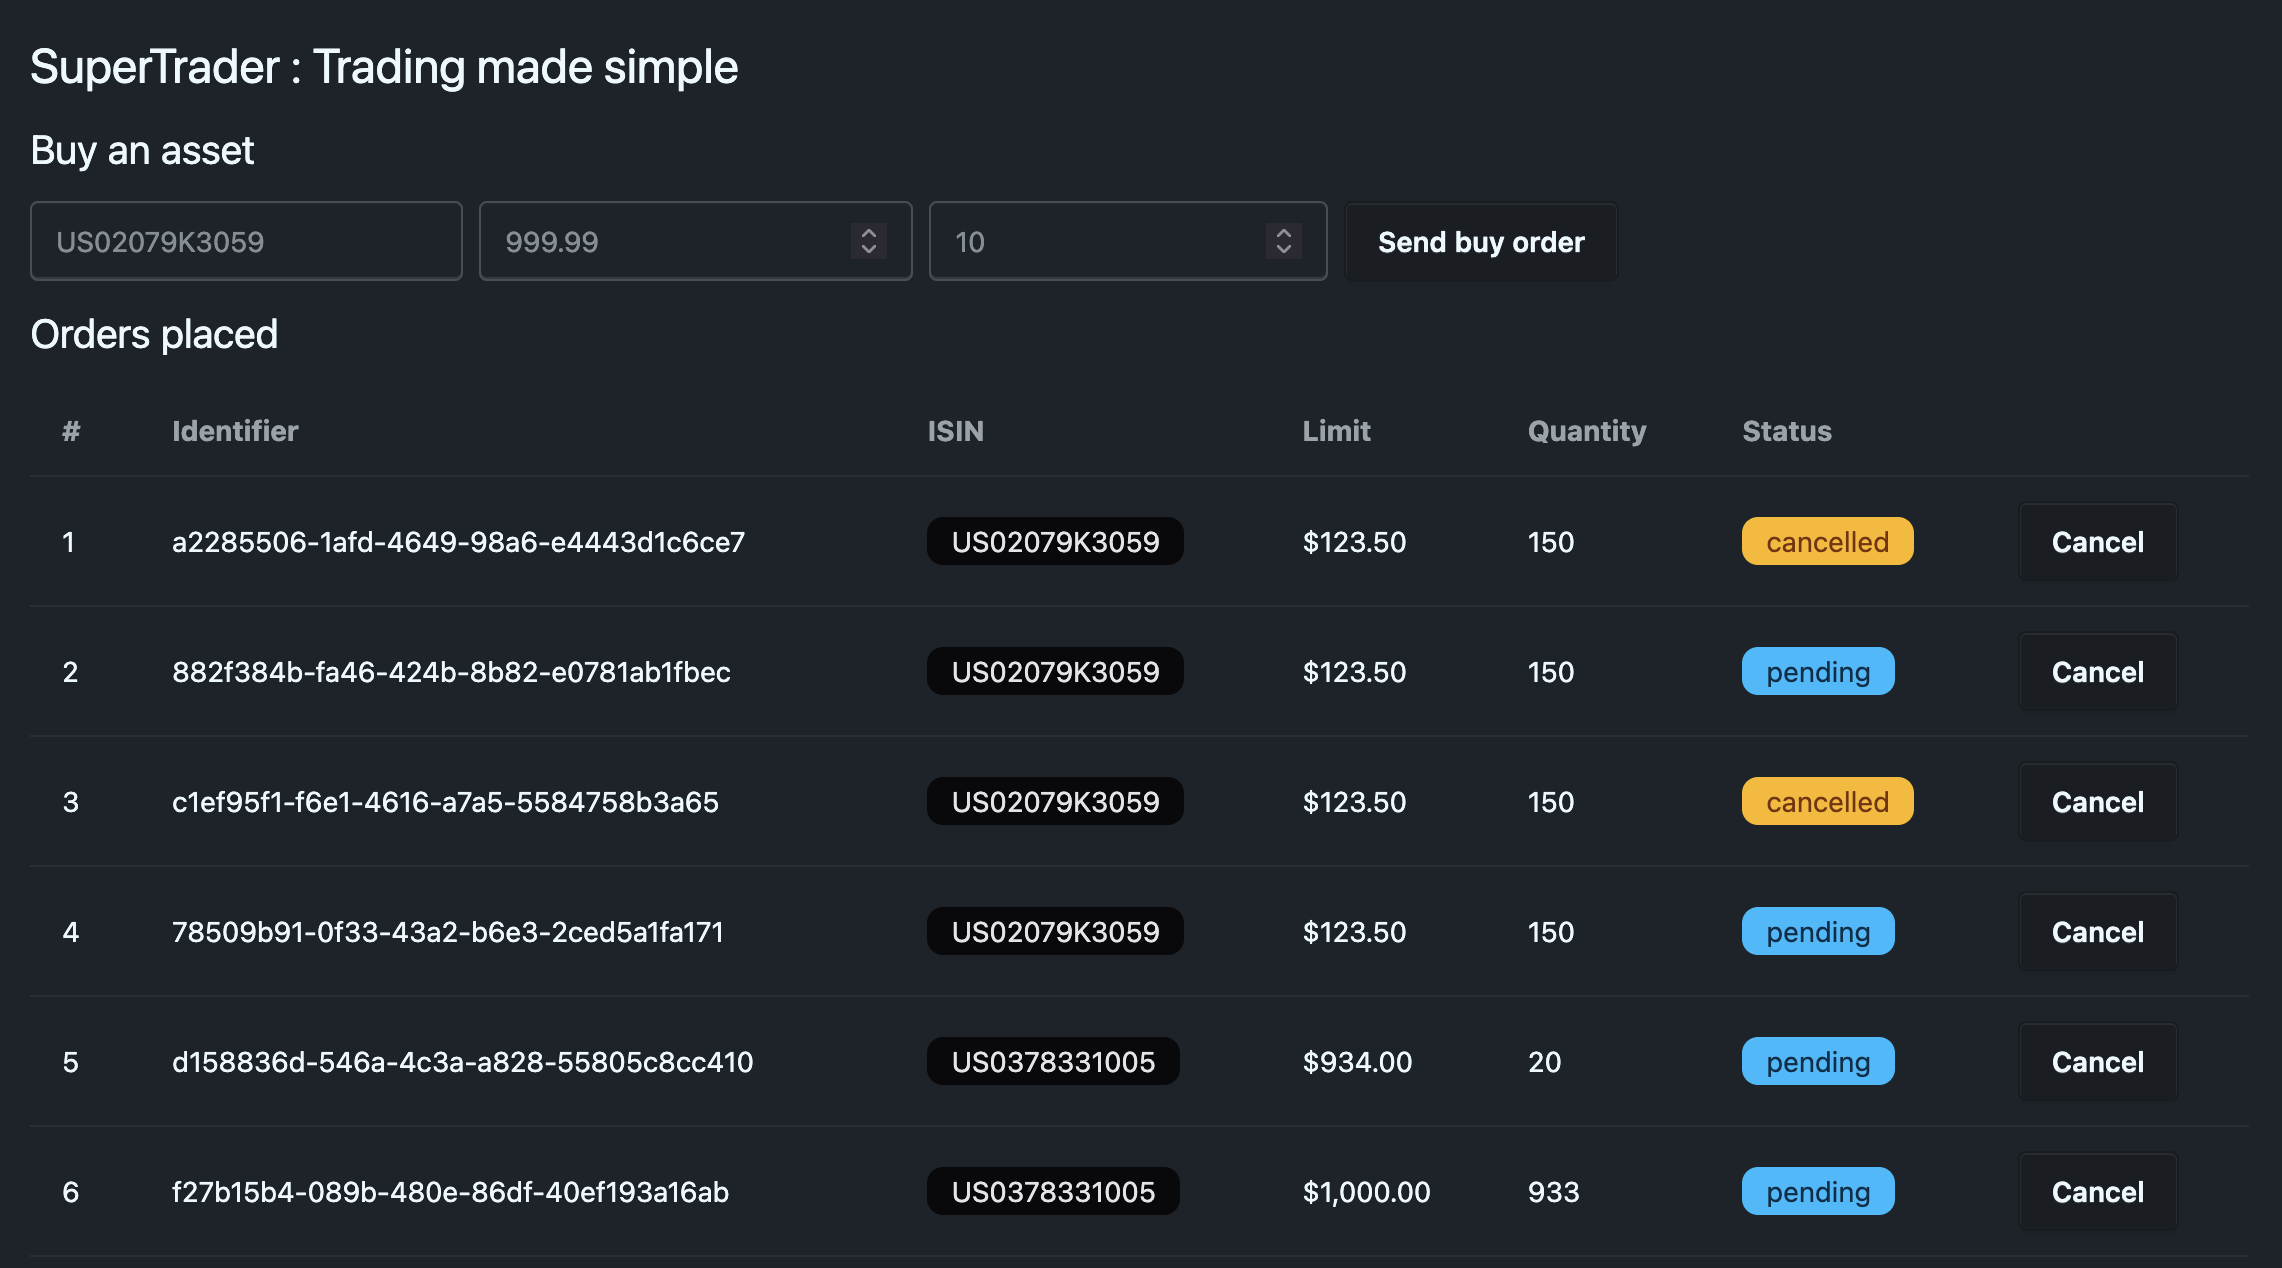 SuperTrader : Trading made simple
Buy an asset
US02079K3059 999.99 10 Send buy order
Orders placed
# Identifier ISIN Limit Quantity Status
1 a2285506-1afd-4649-98a6-e4443d1c6ce7 US02079K3059 $123.50 150 cancelled Cancel
2 882f384b-fa46-424b-8b82-e0781ab1fbec US02079K3059 $123.50 150 pending Cancel
3 c1ef95f1-f6e1-4616-a7a5-5584758b3a65 US02079K3059 $123.50 150 cancelled Cancel
4 78509b91-0f33-43a2-b6e3-2ced5a1fa171 US02079K3059 $123.50 150 pending Cancel
5 d158836d-546a-4c3a-a828-55805c8cc410 US0378331005 $934.00 20 pending Cancel
6 f27b15b4-089b-480e-86df-40ef193a16ab US0378331005 $1,000.00 933 pending Cancel